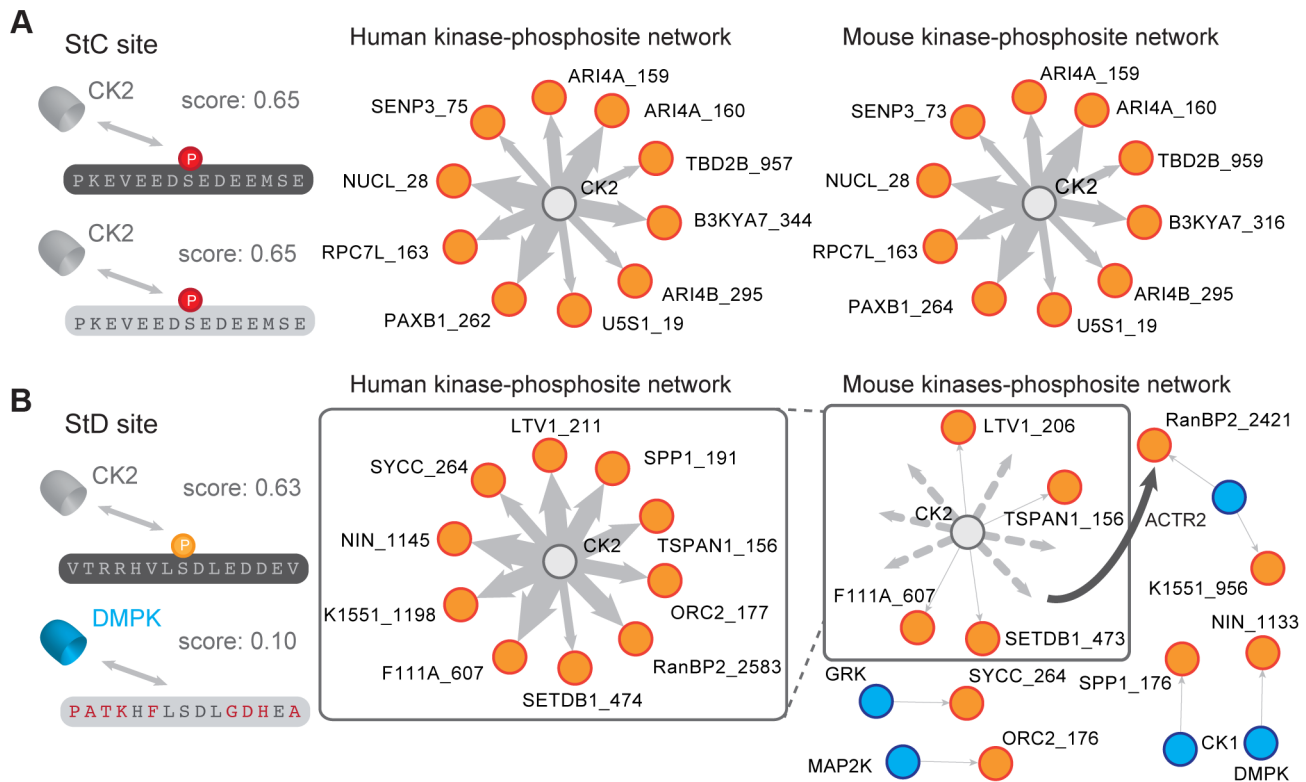 A
StC site
Human kinase-phosphosite network
Mouse kinase-phosphosite network
CK2
score: 0.65
P
PKEVEEDSEDEEMSE
CK2
score: 0.65
P
PKEVEEDSEDEEMSE
ARI4A_159
SENP3_75
ARI4A_160
TBD2B_957
NUCL_28
CK2
B3KYA7_344
RPC7L_163
ARI4B_295
PAXB1_262
U5S1_19
ARI4A_159
SENP3_73
ARI4A_160
TBD2B_959
NUCL_28
CK2
B3KYA7_316
RPC7L_163
ARI4B_295
PAXB1_264
U5S1_19
B
StD site
Human kinase-phosphosite network
Mouse kinases-phosphosite network
CK2
score: 0.63
P
VTRRHVLSDLEDDEV
DMPK
score: 0.10
PATKHFLSDLGDHEA
LTV1_211
SYCC_264
SPP1_191
NIN_1145
CK2
TSPAN1_156
K1551_1198
ORC2_177
F111A_607
RanBP2_2583
SETDB1_474
LTV1_206
CK2
TSPAN1_156
F111A_607
SETDB1_473
RanBP2_2421
ACTR2
K1551_956
NIN_1133
GRK
SYCC_264
SPP1_176
MAP2K
ORC2_176
CK1
DMPK